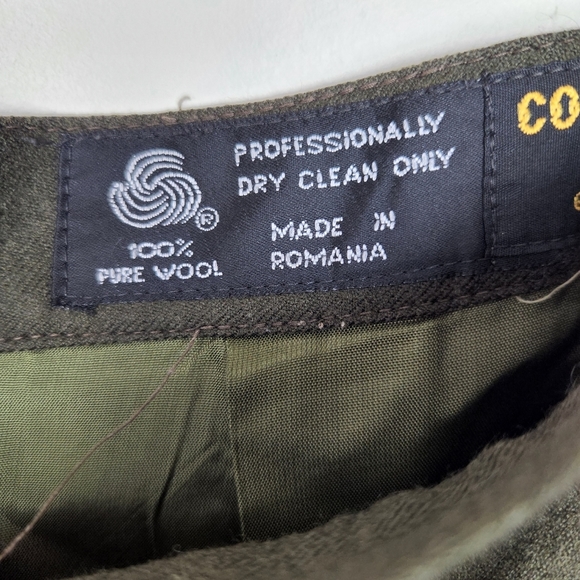 PROFESSIONALLY
DRY CLEAN ONLY
MADE IN
ROMANIA
®
100%
PURE WOOL
CO